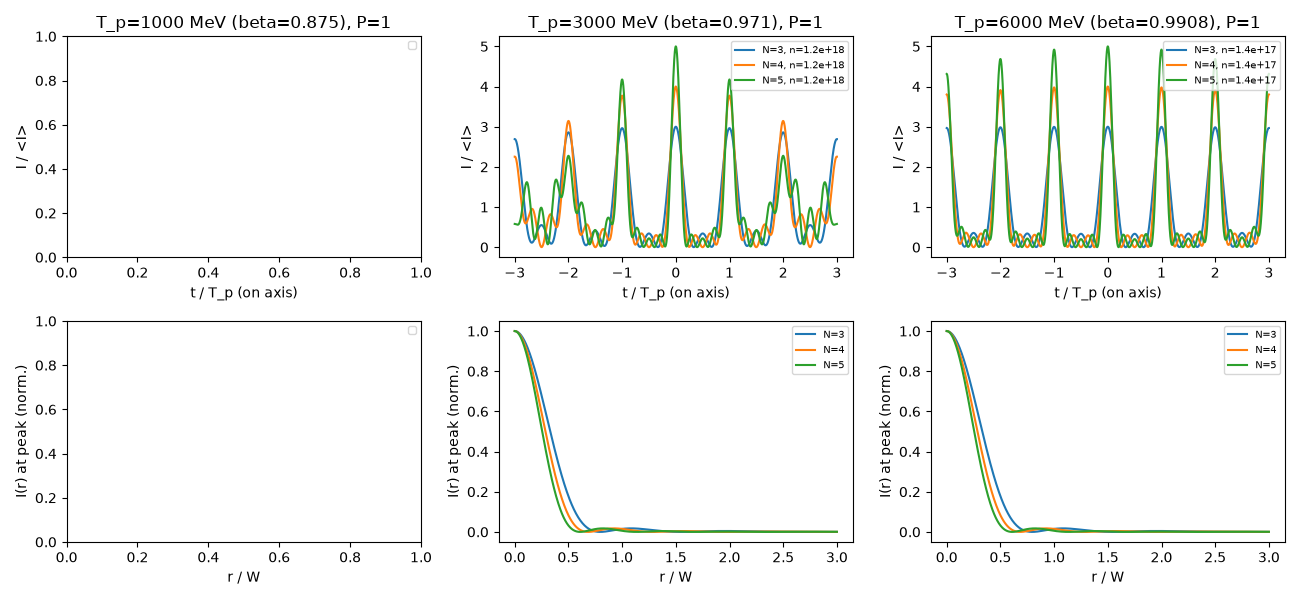 T_p=1000 MeV (beta=0.875), P=1
1.0
0.8
0.6
0.4
0.2
0.0
I / <I>
0.0 0.2 0.4 0.6 0.8 1.0
t / T_p (on axis)
T_p=3000 MeV (beta=0.971), P=1
N=3, n=1.2e+18
N=4, n=1.2e+18
N=5, n=1.2e+18
5
4
3
2
1
0
I / <I>
−3 −2 −1 0 1 2 3
t / T_p (on axis)
T_p=6000 MeV (beta=0.9908), P=1
N=3, n=1.4e+17
N=4, n=1.4e+17
N=5, n=1.4e+17
5
4
3
2
1
0
I / <I>
−3 −2 −1 0 1 2 3
t / T_p (on axis)
1.0
0.8
0.6
0.4
0.2
0.0
I(r) at peak (norm.)
0.0 0.2 0.4 0.6 0.8 1.0
r / W
N=3
N=4
N=5
1.0
0.8
0.6
0.4
0.2
0.0
I(r) at peak (norm.)
0.0 0.5 1.0 1.5 2.0 2.5 3.0
r / W
N=3
N=4
N=5
1.0
0.8
0.6
0.4
0.2
0.0
I(r) at peak (norm.)
0.0 0.5 1.0 1.5 2.0 2.5 3.0
r / W